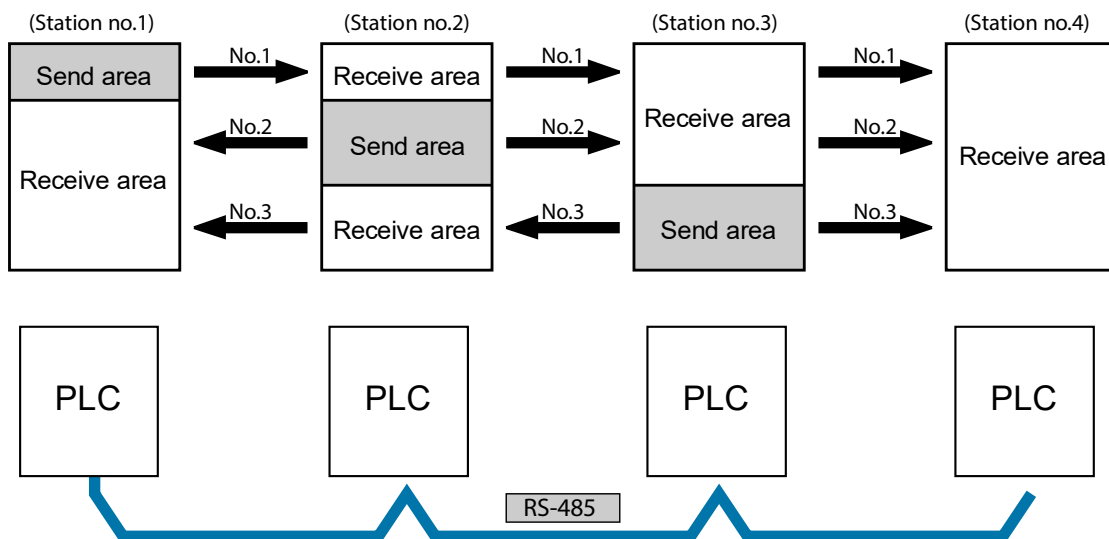 (Station no.1)
(Station no.2)
(Station no.3)
(Station no.4)
Send area
No.1
Receive area
No.1
Receive area
No.1
Receive area
Receive area
No.2
Send area
No.2
No.2
No.3
Receive area
No.3
Send area
No.3
PLC
PLC
PLC
PLC
RS-485